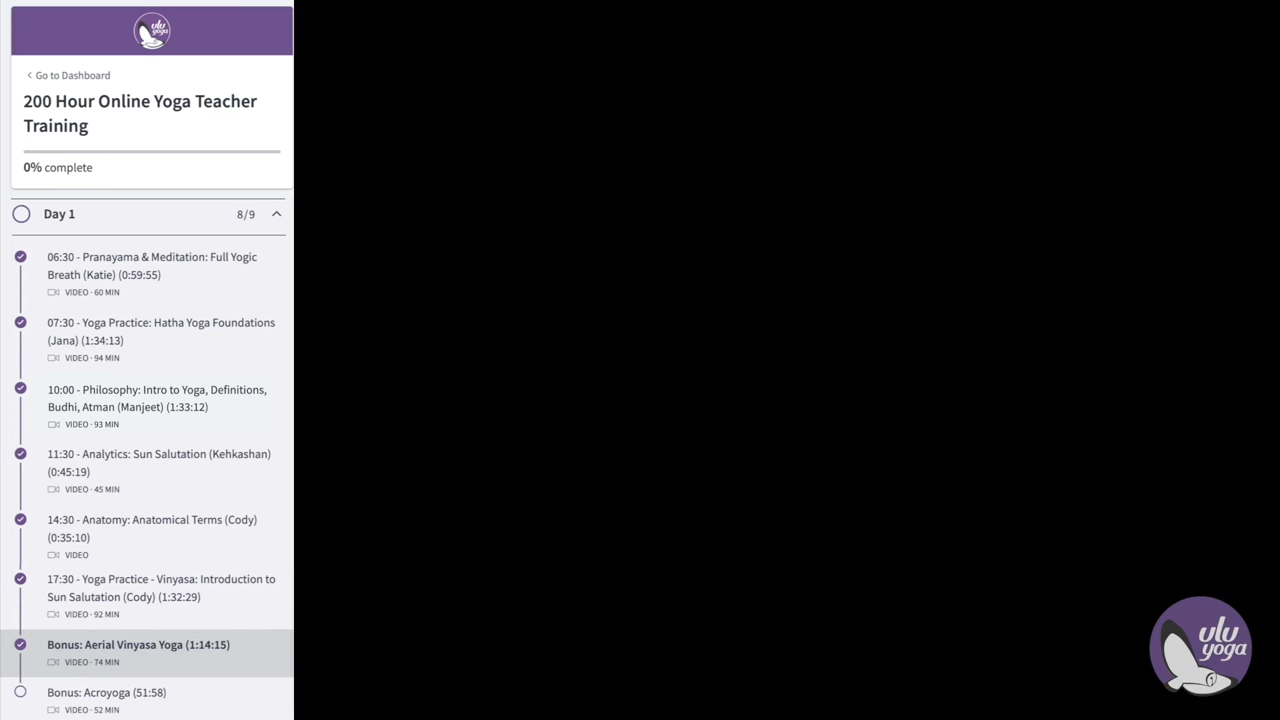 ulu
yoga
Go to Dashboard
200 Hour Online Yoga Teacher
Training
0% complete
Day 1
8/9
06:30 - Pranayama & Meditation: Full Yogic
Breath (Katie) (0:59:55)
VIDEO · 60 MIN
07:30 - Yoga Practice: Hatha Yoga Foundations
(Jana) (1:34:13)
VIDEO · 94 MIN
10:00 - Philosophy: Intro to Yoga, Definitions,
Budhi, Atman (Manjeet) (1:33:12)
VIDEO · 93 MIN
11:30 - Analytics: Sun Salutation (Kehkashan)
(0:45:19)
VIDEO · 45 MIN
14:30 - Anatomy: Anatomical Terms (Cody)
(0:35:10)
VIDEO
17:30 - Yoga Practice - Vinyasa: Introduction to
Sun Salutation (Cody) (1:32:29)
VIDEO · 92 MIN
Bonus: Aerial Vinyasa Yoga (1:14:15)
VIDEO · 74 MIN
Bonus: Acroyoga (51:58)
VIDEO · 52 MIN
ulu
yoga